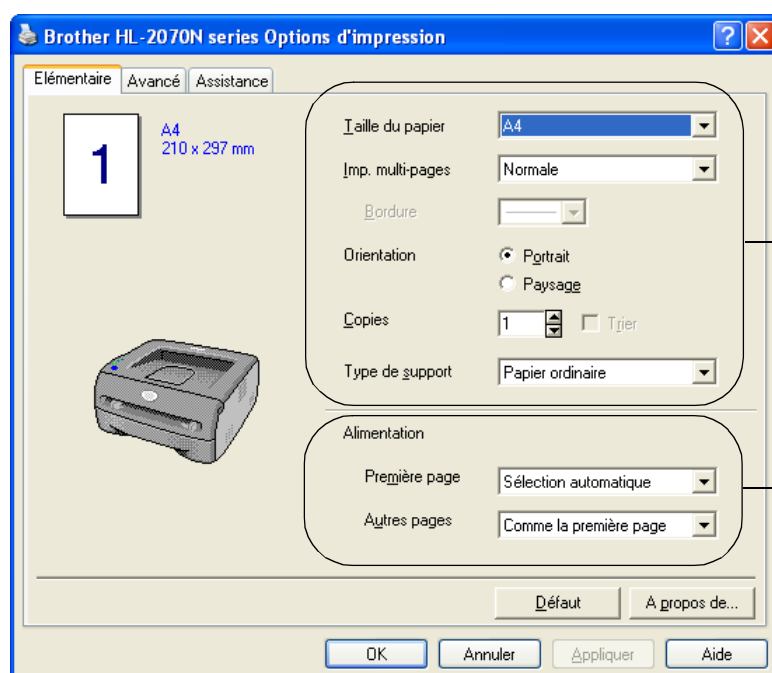 Brother HL-2070N series Options d'impression
Elémentaire Avancé Assistance
1
A4
210 x 297 mm
Taille du papier A4
Imp. multi-pages Normale
Bordure
Orientation Portrait
Paysage
Copies 1 Trier
Type de support Papier ordinaire
Alimentation
Première page Sélection automatique
Autres pages Comme la première page
Défaut A propos de...
OK Annuler Appliquer Aide